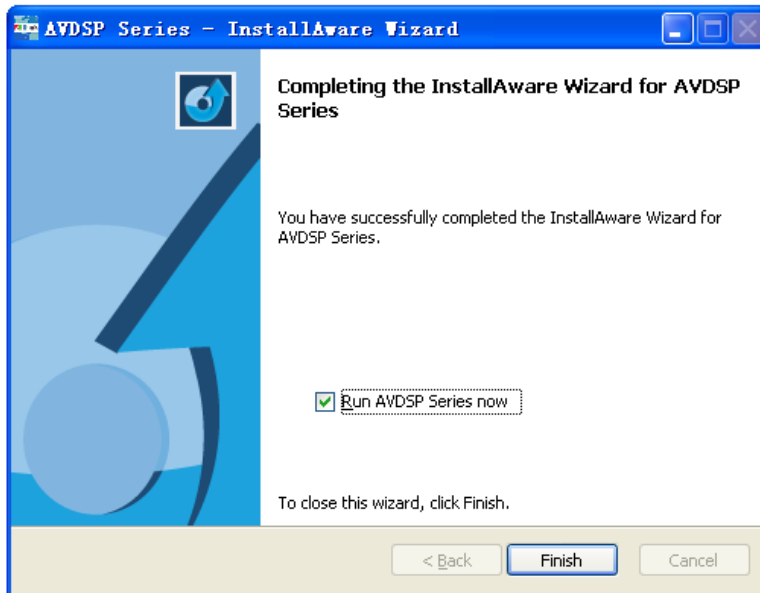 AVDSP Series - InstallAware Wizard
Completing the InstallAware Wizard for AVDSP
Series
You have successfully completed the InstallAware Wizard for
AVDSP Series.
Run AVDSP Series now
To close this wizard, click Finish.
< Back Finish Cancel